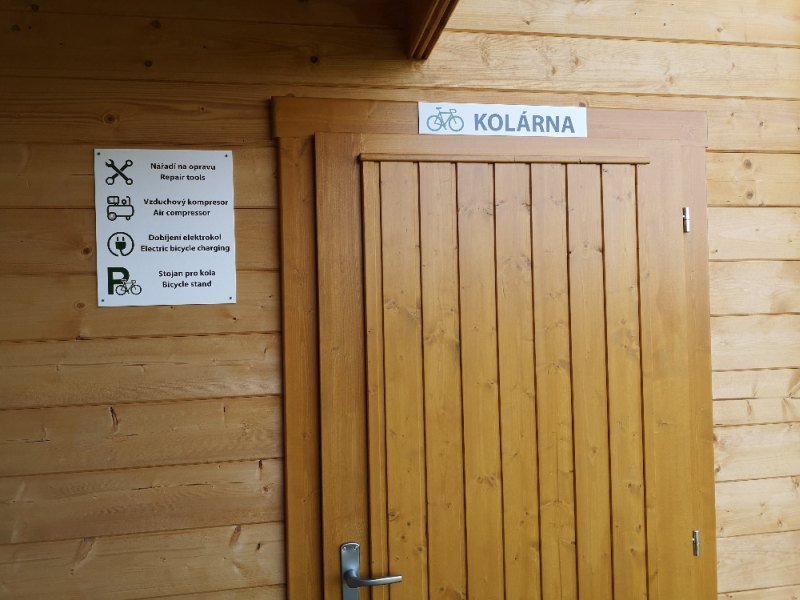 KOLÁRNA
Nářadí na opravu
Repair tools
Vzduchový kompresor
Air compressor
Dobíjení elektrokol
Electric bicycle charging
P
Stojan pro kola
Bicycle stand